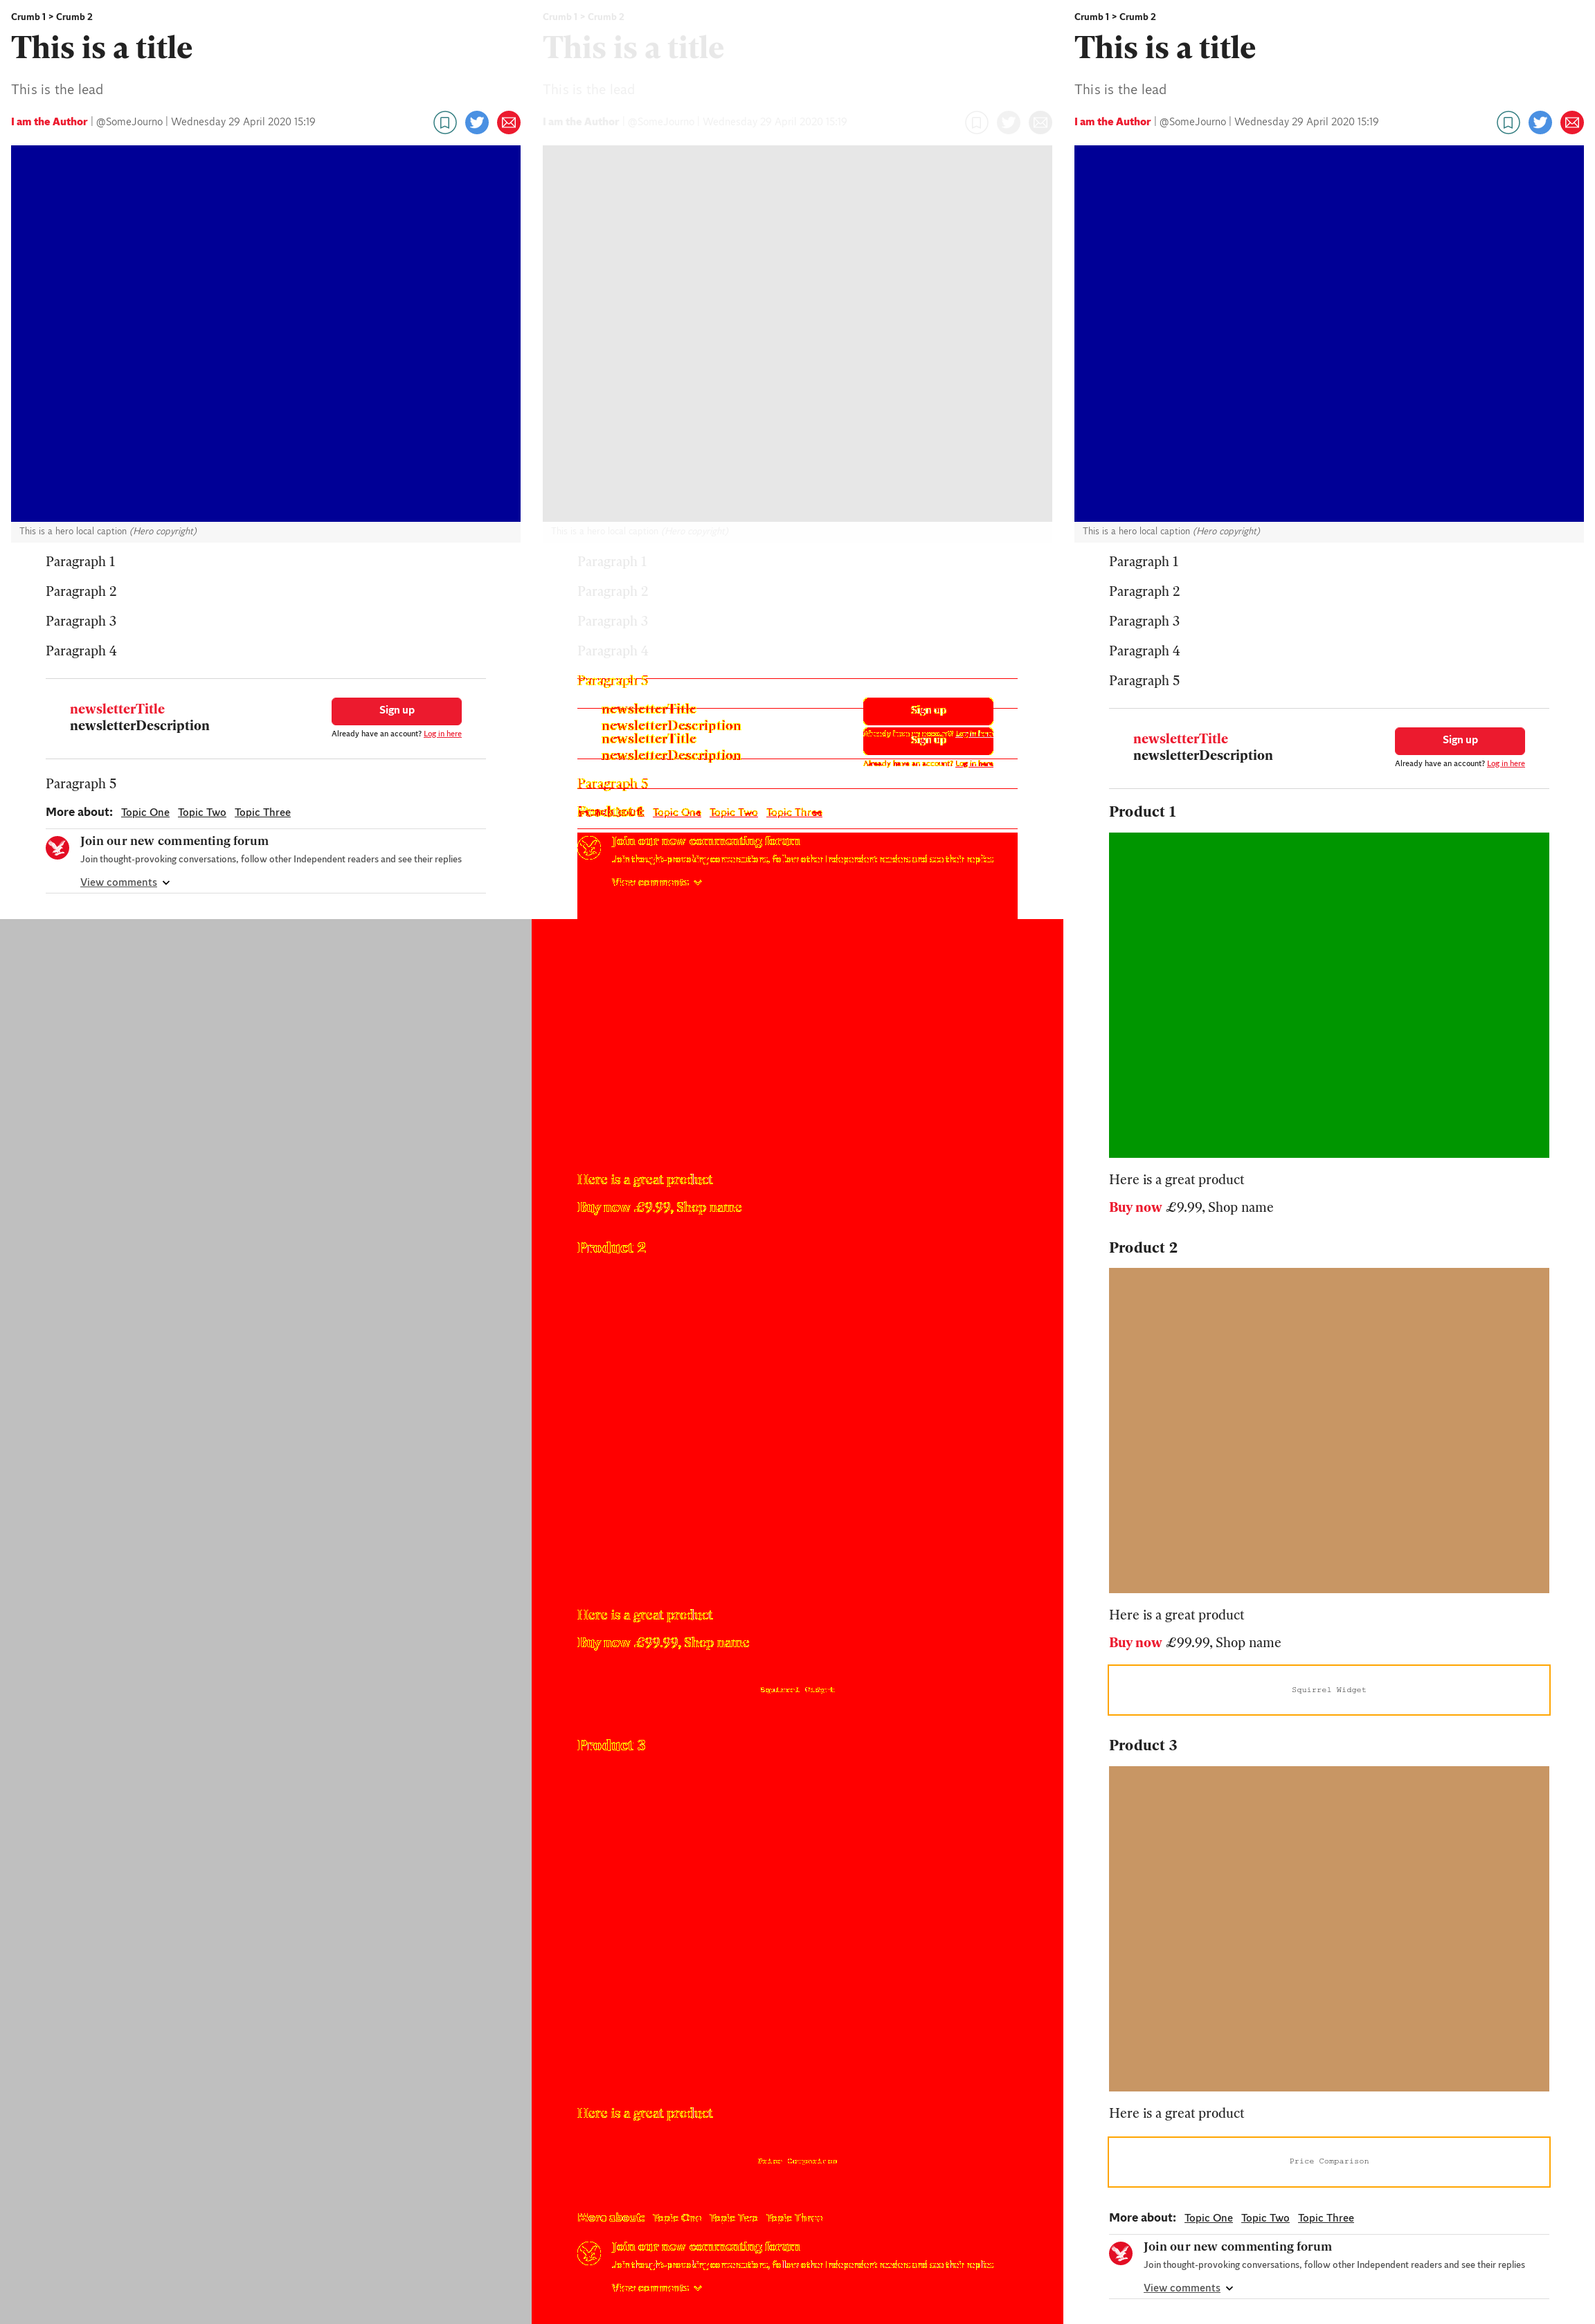 Crumb 1 > Crumb 2
This is a title
This is the lead
I am the Author | @SomeJourno | Wednesday 29 April 2020 15:19
This is a hero local caption (Hero copyright)
Paragraph 1
Paragraph 2
Paragraph 3
Paragraph 4
newsletterTitle
newsletterDescription
Sign up
Already have an account? Log in here
Paragraph 5
More about: Topic One Topic Two Topic Three
Join our new commenting forum
Join thought-provoking conversations, follow other Independent readers and see their replies
View comments
Crumb 1 > Crumb 2
This is a title
This is the lead
I am the Author | @SomeJourno | Wednesday 29 April 2020 15:19
This is a hero local caption (Hero copyright)
Paragraph 1
Paragraph 2
Paragraph 3
Paragraph 4
Paragraph 5
newsletterTitle
newsletterDescription
Sign up
newsletterTitle
newsletterDescription
Sign up
Already have an account? Log in here
Paragraph 5
Topic One Topic Two Topic Three
Join our new commenting forum
Join thought-provoking conversations, follow other Independent readers and see their replies
View comments
Here is a great product
Buy now £9.99, Shop name
Product 2
Here is a great product
Buy now £99.99, Shop name
Squirrel Widget
Product 3
Here is a great product
Price Comparison
More about: Topic One Topic Two Topic Three
Join our new commenting forum
Join thought-provoking conversations, follow other Independent readers and see their replies
View comments
Crumb 1 > Crumb 2
This is a title
This is the lead
I am the Author | @SomeJourno | Wednesday 29 April 2020 15:19
This is a hero local caption (Hero copyright)
Paragraph 1
Paragraph 2
Paragraph 3
Paragraph 4
Paragraph 5
newsletterTitle
newsletterDescription
Sign up
Already have an account? Log in here
Product 1
Here is a great product
Buy now £9.99, Shop name
Product 2
Here is a great product
Buy now £99.99, Shop name
Squirrel Widget
Product 3
Here is a great product
Price Comparison
More about: Topic One Topic Two Topic Three
Join our new commenting forum
Join thought-provoking conversations, follow other Independent readers and see their replies
View comments